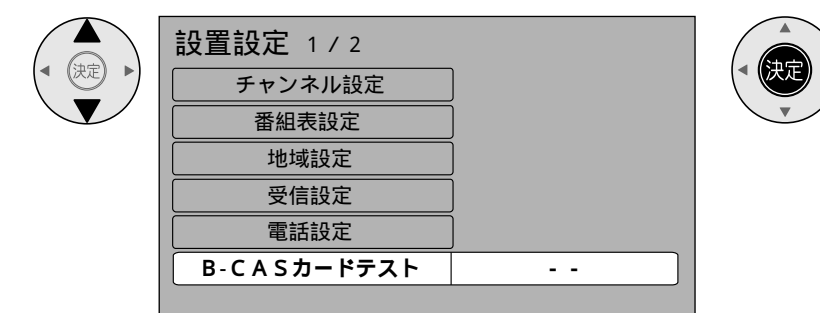 決定
設置設定 1/2
チャンネル設定
番組表設定
地域設定
受信設定
電話設定
B-CASカードテスト - -
決定